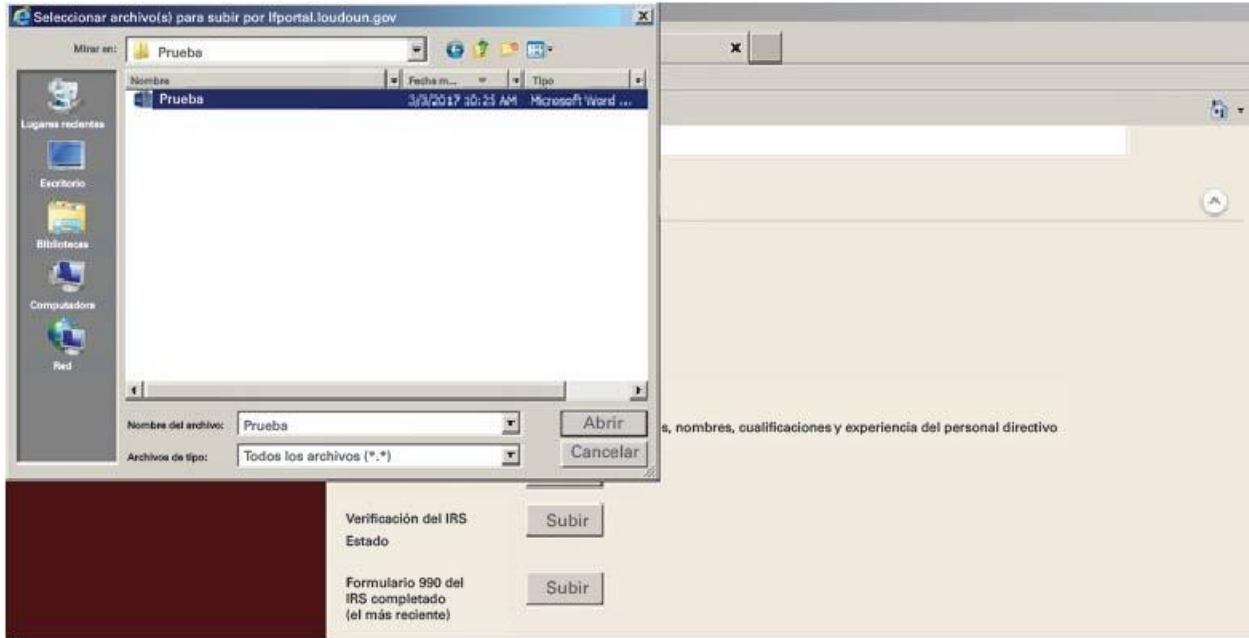 Seleccionar archivo(s) para subir por lfportal.loudoun.gov
Mirar en: Prueba
Nombre Fecha m... Tipo
Prueba 3/3/2017 10:25 AM Microsoft Word ...
Lugares recientes
Escritorio
Bibliotecas
Computadora
Red
Nombre del archivo: Prueba Abrir
Archivos de tipo: Todos los archivos (*.*) Cancelar
s, nombres, cualificaciones y experiencia del personal directivo
Verificación del IRS
Estado
Subir
Formulario 990 del
IRS completado
(el más reciente)
Subir